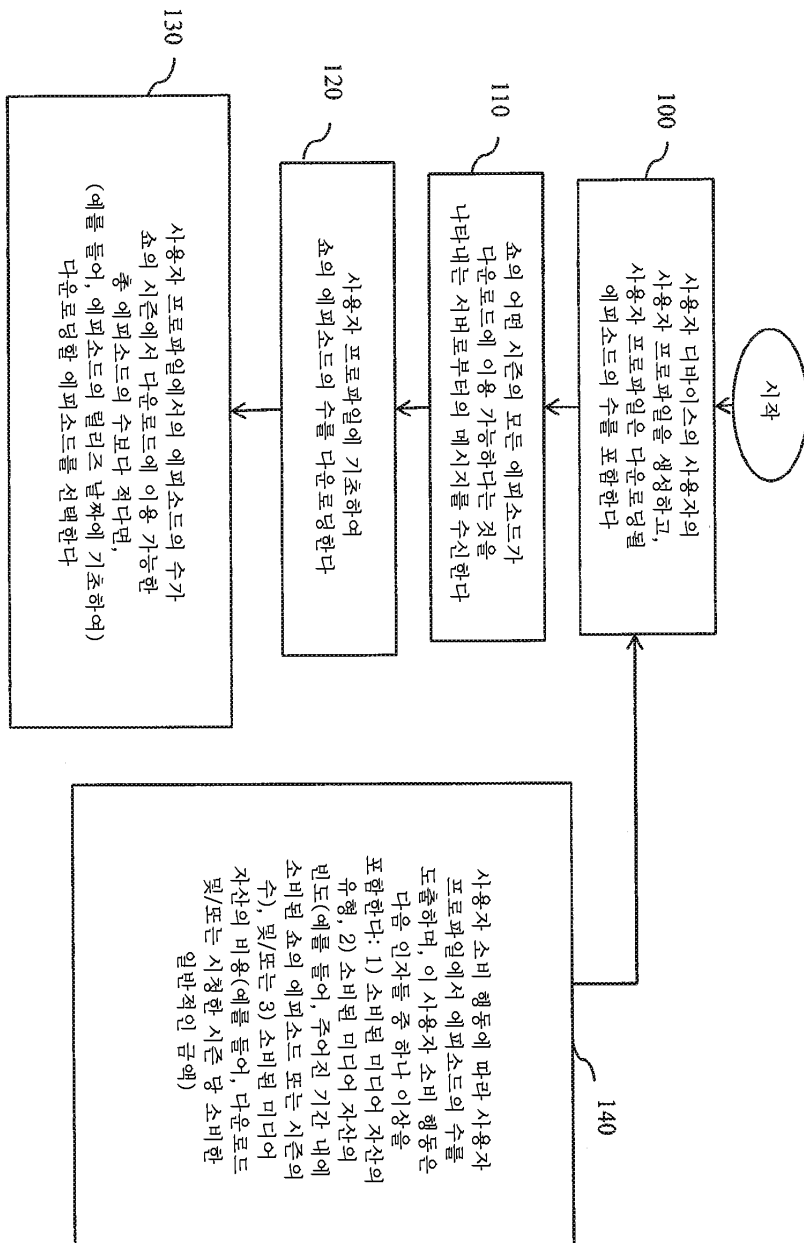 시작
100
사용자 디바이스의 사용자의
사용자 프로파일을 생성하고,
사용자 프로파일은 다운로딩될
에피소드의 수를 포함한다
110
쇼의 어떤 시즌의 모든 에피소드가
다운로드에 이용 가능하다는 것을
나타내는 서버로부터의 메시지를 수신한다
120
사용자 프로파일에 기초하여
쇼의 에피소드의 수를 다운로딩한다
130
사용자 프로파일에서의 에피소드의 수가
쇼의 시즌에서 다운로드에 이용 가능한
총 에피소드의 수보다 적다면,
(예를 들어, 에피소드의 릴리즈 날짜에 기초하여)
다운로딩할 에피소드를 선택한다
140
사용자 소비 행동에 따라 사용자
프로파일에서 에피소드의 수를
도출하며, 이 사용자 소비 행동은
다음 인자들 중 하나 이상을
포함한다: 1) 소비된 미디어 자산의
유형, 2) 소비된 미디어 자산의
빈도(예를 들어, 주어진 기간 내에
소비된 쇼의 에피소드 또는 시즌의
수), 및/또는 3) 소비된 미디어
자산의 비용(예를 들어, 다운로드
및/또는 시청한 시즌 당 소비한
일반적인 금액)